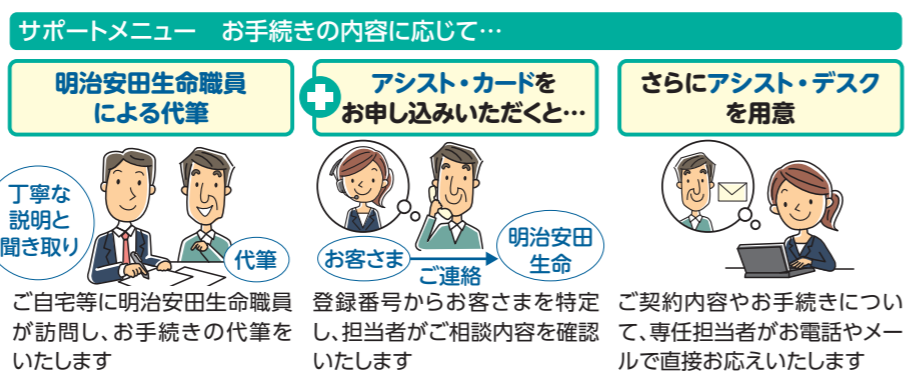 サポートメニュー　お手続きの内容に応じて…
明治安田生命職員
による代筆
アシスト・カードを
お申し込みいただくと…
さらにアシスト・デスク
を用意
丁寧な
説明と
聞き取り
代筆
お客さま
ご連絡
明治安田
生命
ご自宅等に明治安田生命職員
が訪問し、お手続きの代筆を
いたします
登録番号からお客さまを特定
し、担当者がご相談内容を確認
いたします
ご契約内容やお手続きについ
て、専任担当者がお電話やメー
ルで直接お応えいたします